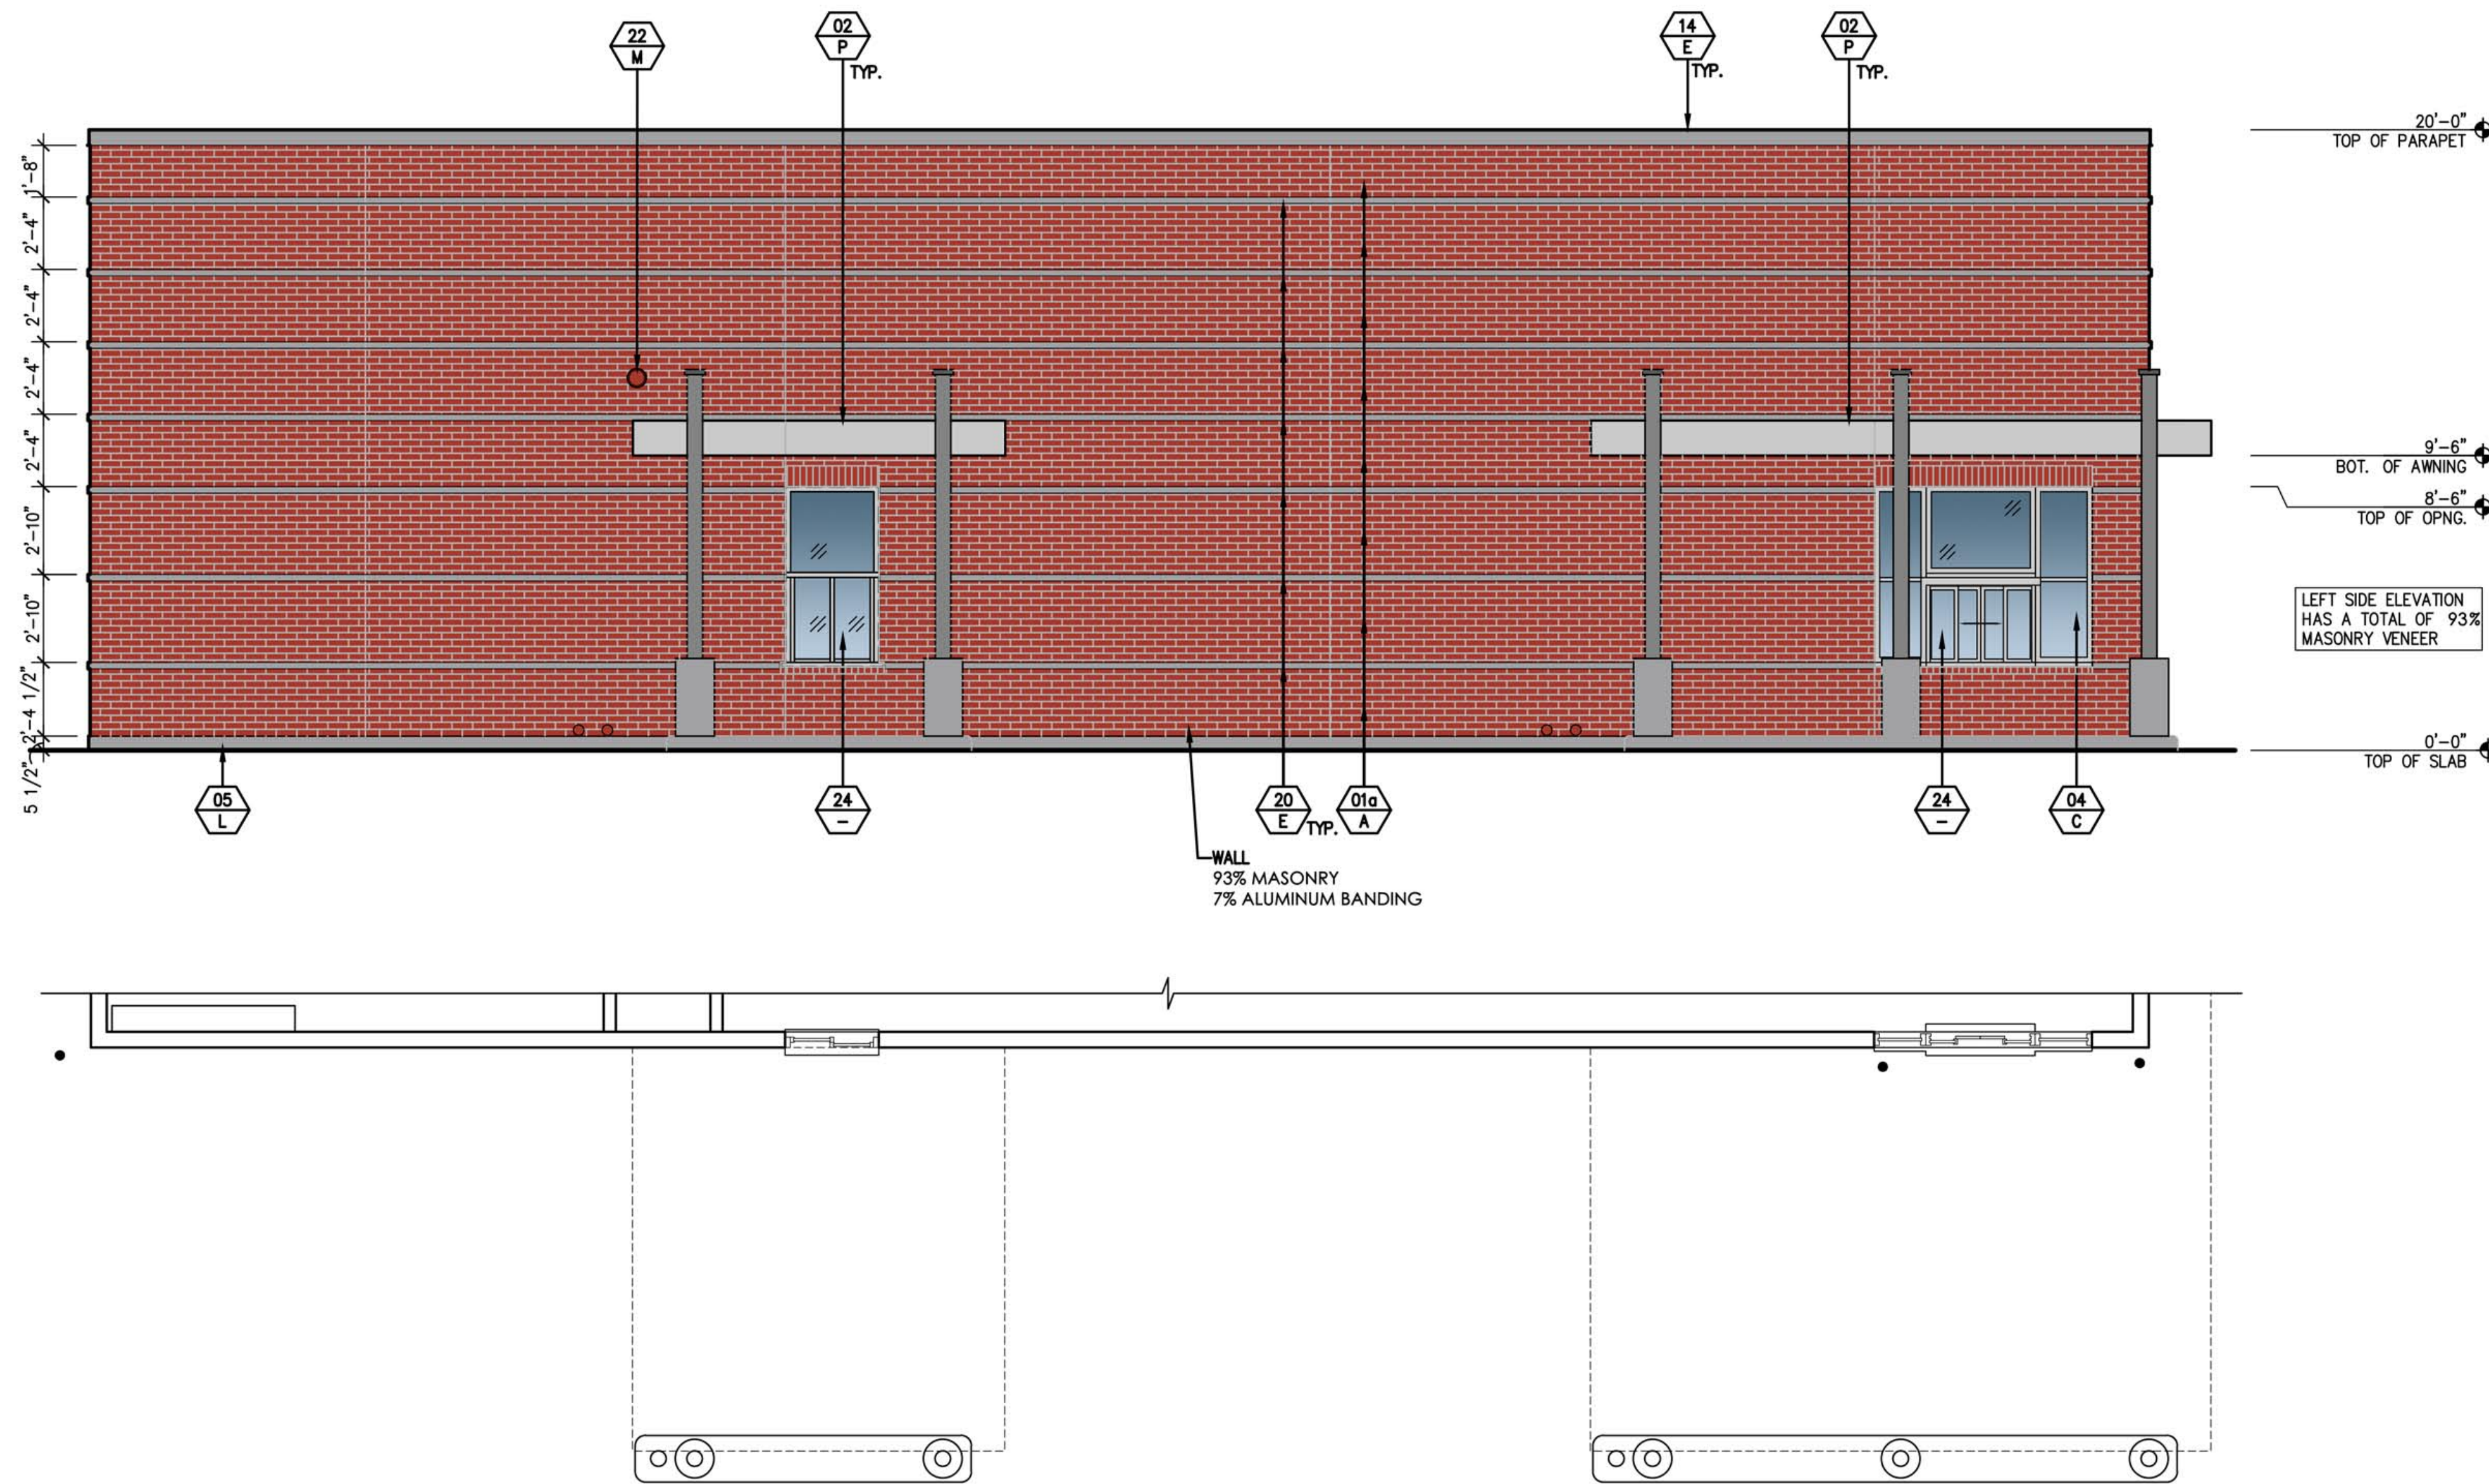 22
M
02
P
TYP.
14
E
TYP.
02
P
TYP.
20'-0"
TOP OF PARAPET
1'-8"
2'-4"
2'-4"
2'-4"
2'-4"
2'-10"
2'-10"
2'-4 1/2"
5 1/2"
9'-6"
BOT. OF AWNING
8'-6"
TOP OF OPNG.
LEFT SIDE ELEVATION
HAS A TOTAL OF 93%
MASONRY VENEER
0'-0"
TOP OF SLAB
05
L
24
–
20
E
TYP.
01a
A
24
–
04
C
WALL
93% MASONRY
7% ALUMINUM BANDING